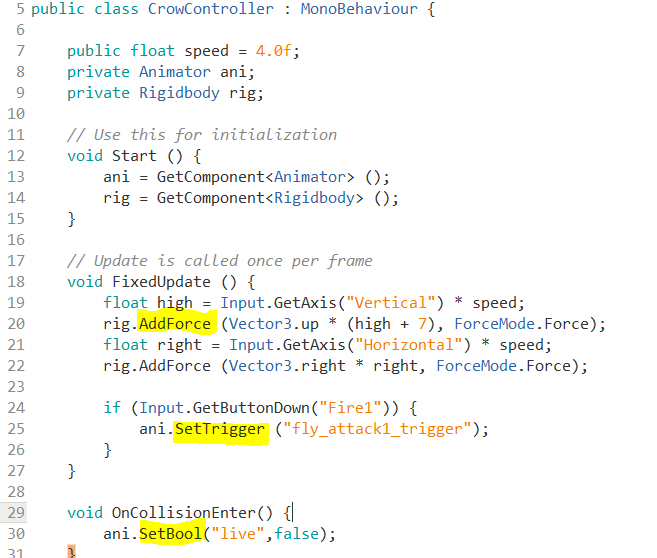 5 public class CrowController : MonoBehaviour {
6
7 public float speed = 4.0f;
8 private Animator ani;
9 private Rigidbody rig;
10
11 // Use this for initialization
12 void Start () {
13 ani = GetComponent<Animator> ();
14 rig = GetComponent<Rigidbody> ();
15 }
16
17 // Update is called once per frame
18 void FixedUpdate () {
19 float high = Input.GetAxis("Vertical") * speed;
20 rig.AddForce (Vector3.up * (high + 7), ForceMode.Force);
21 float right = Input.GetAxis("Horizontal") * speed;
22 rig.AddForce (Vector3.right * right, ForceMode.Force);
23
24 if (Input.GetButtonDown("Fire1")) {
25 ani.SetTrigger ("fly_attack1_trigger");
26 }
27 }
28
29 void OnCollisionEnter() {
30 ani.SetBool("live",false);
31 }